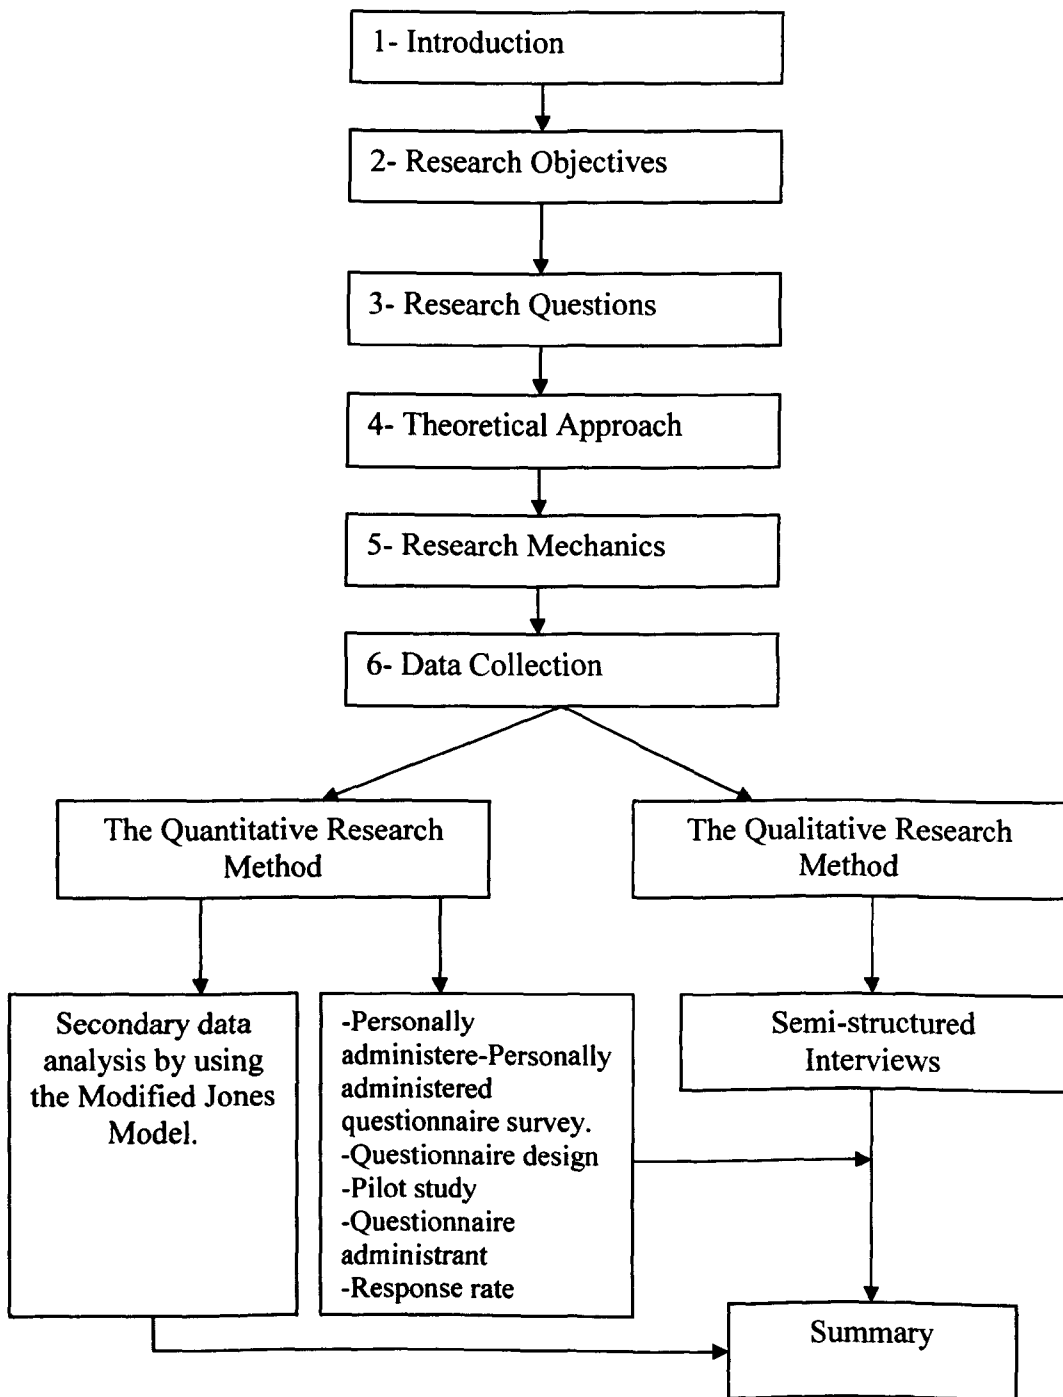 1- Introduction
2- Research Objectives
3- Research Questions
4- Theoretical Approach
5- Research Mechanics
6- Data Collection
The Quantitative Research
Method
The Qualitative Research
Method
Secondary data
analysis by using
the Modified Jones
Model.
-Personally
administere-Personally
administered
questionnaire survey.
-Questionnaire design
-Pilot study
-Questionnaire
administrant
-Response rate
Semi-structured
Interviews
Summary